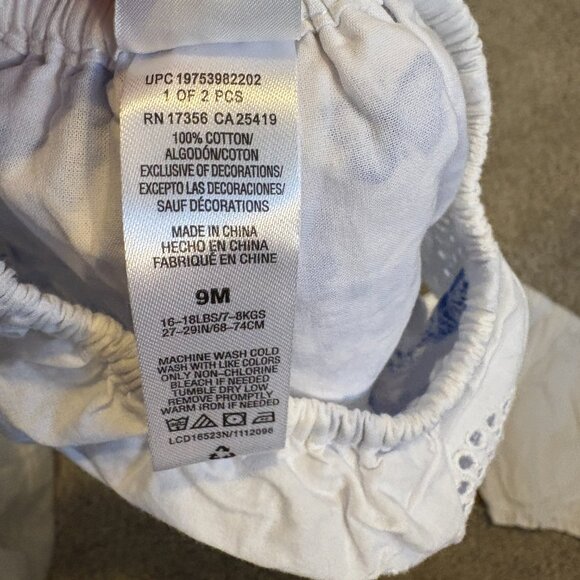 UPC 19753982202
1 OF 2 PCS
RN 17356 CA 25419
100% COTTON/
ALGODÓN/COTON
EXCLUSIVE OF DECORATIONS/
EXCEPTO LAS DECORACIONES/
SAUF DÉCORATIONS
MADE IN CHINA
HECHO EN CHINA
FABRIQUÉ EN CHINE
9M
16–18LBS/7–8KGS
27–29IN/68–74CM
MACHINE WASH COLD
WASH WITH LIKE COLORS
ONLY NON-CHLORINE
BLEACH IF NEEDED
TUMBLE DRY LOW
REMOVE PROMPTLY
WARM IRON IF NEEDED
LCD16523N/1112096